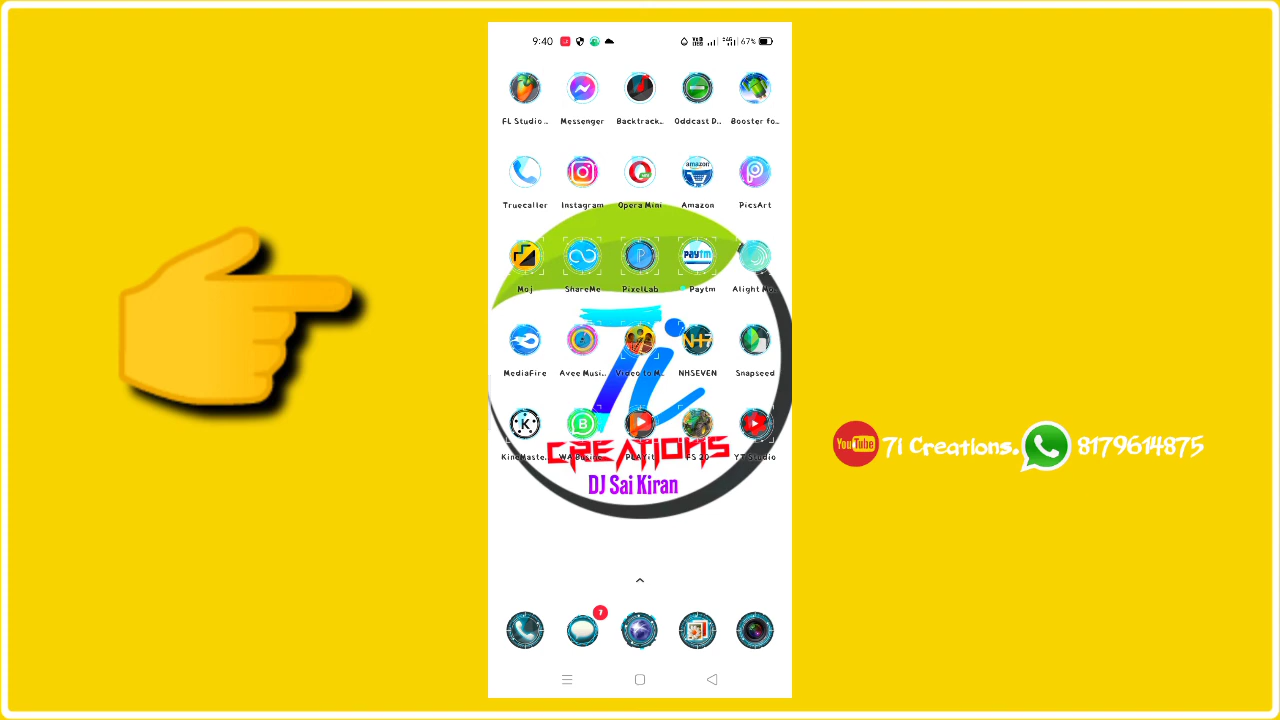 9:40 67%
FL Studio .. Messenger Backtrack.. Oddcast D.. Booster fo..
amazon
Truecaller Instagram Opera Mini Amazon PicsArt
Paytm
Moj ShareMe PixelLab Paytm Alight Mo..
NH7
MediaFire Avee Musi.. Video to M.. NHSEVEN Snapseed
K B
KineMaste.. WA Busine.. PLAYit FS 20 YT Studio
7i
CREATIONS
DJ Sai Kiran
YouTube 7I Creations. 8179614875